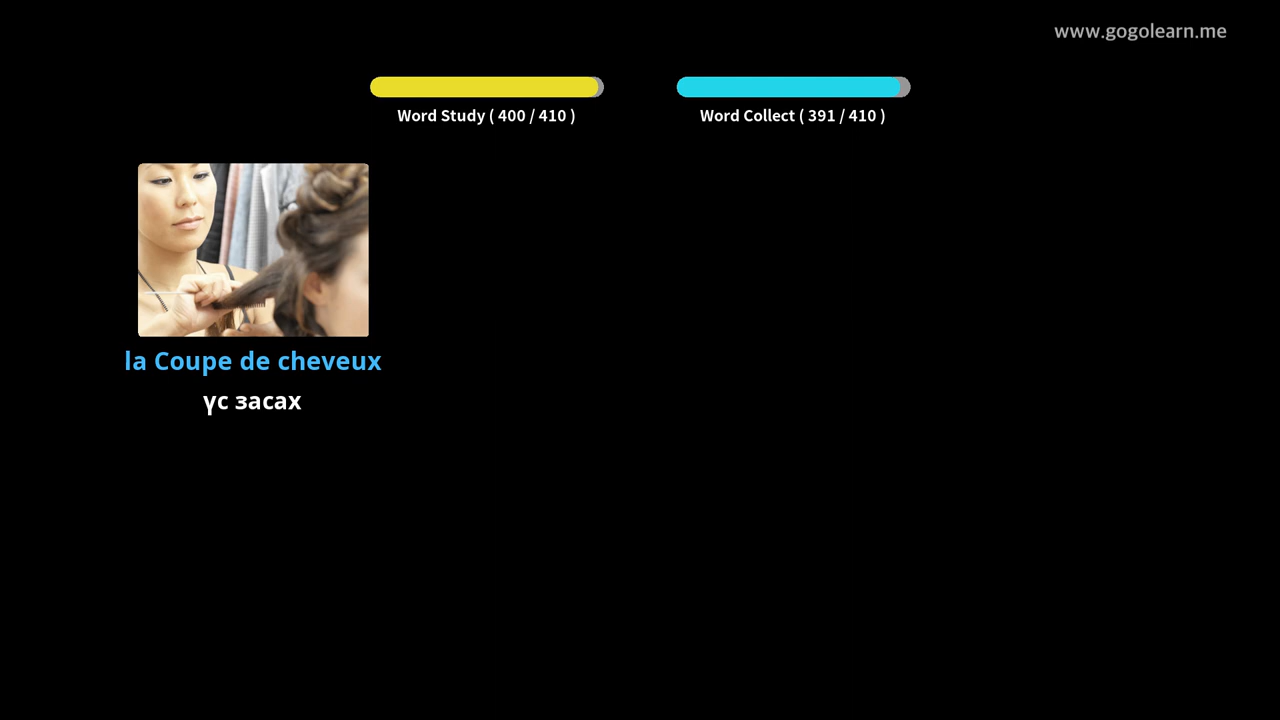 www.gogolearn.me
Word Study ( 400 / 410 )
Word Collect ( 391 / 410 )
la Coupe de cheveux
үс засах